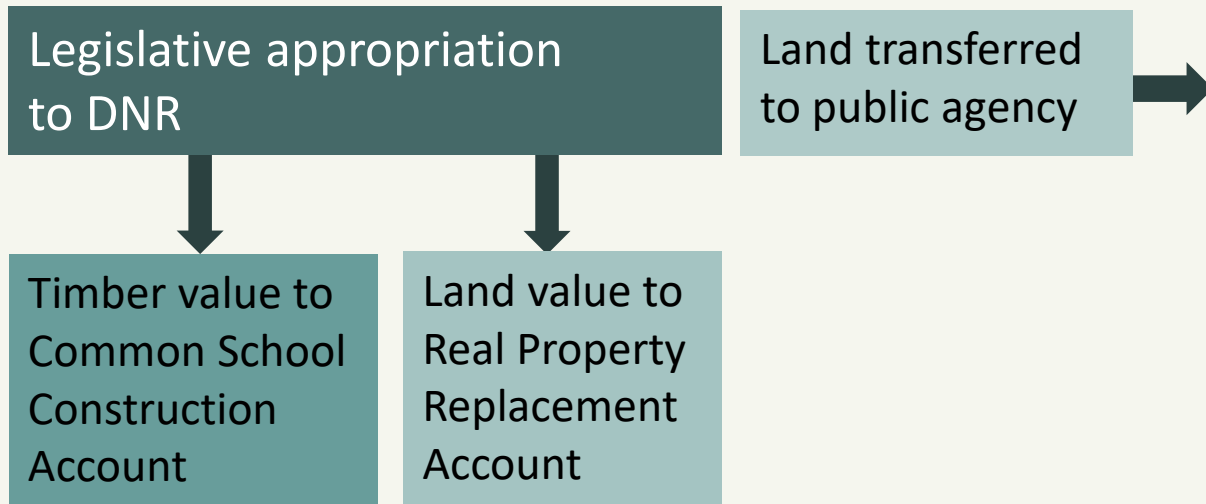 Legislative appropriation
to DNR
Land transferred
to public agency
Timber value to
Common School
Construction
Account
Land value to
Real Property
Replacement
Account